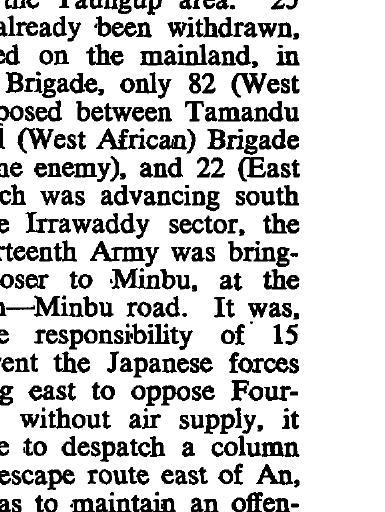 the Taungup area. 25
already been withdrawn,
ed on the mainland, in
Brigade, only 82 (West
posed between Tamandu
(West African) Brigade
he enemy), and 22 (East
ch was advancing south
e Irrawaddy sector, the
rteenth Army was bring-
oser to Minbu, at the
—Minbu road. It was,
e responsibility of 15
ent the Japanese forces
g east to oppose Four-
without air supply, it
e to despatch a column
escape route east of An,
as to maintain an offen-